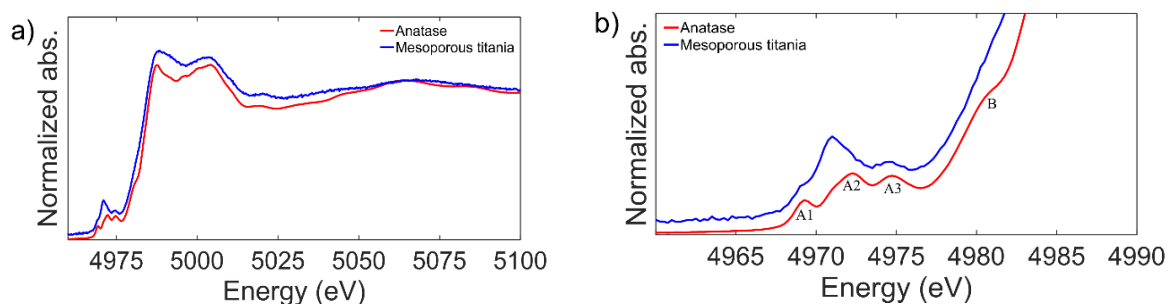 a)
Normalized abs.
Anatase
Mesoporous titania
4975 5000 5025 5050 5075 5100
Energy (eV)
b)
Normalized abs.
Anatase
Mesoporous titania
A1
A2
A3
B
4965 4970 4975 4980 4985 4990
Energy (eV)